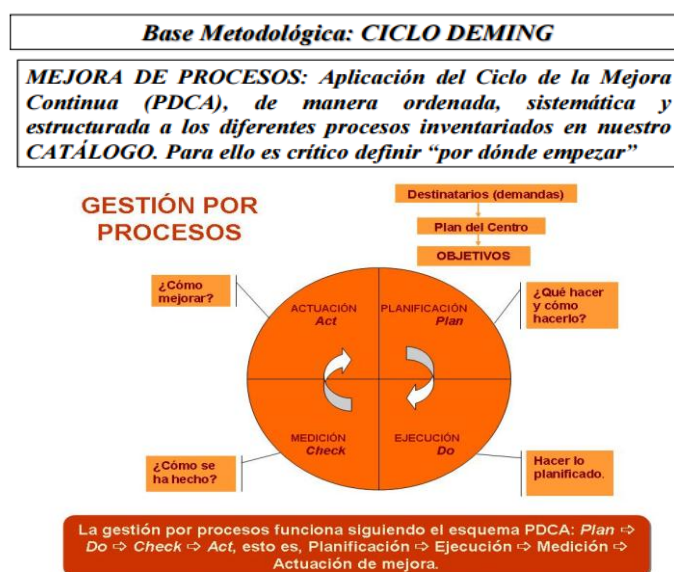 Base Metodológica: CICLO DEMING
MEJORA DE PROCESOS: Aplicación del Ciclo de la Mejora
Continua (PDCA), de manera ordenada, sistemática y
estructurada a los diferentes procesos inventariados en nuestro
CATÁLOGO. Para ello es crítico definir “por dónde empezar”
GESTIÓN POR
PROCESOS
Destinatarios (demandas)
Plan del Centro
OBJETIVOS
¿Cómo
mejorar?
ACTUACIÓN
Act
PLANIFICACIÓN
Plan
¿Qué hacer
y cómo
hacerlo?
¿Cómo se
ha hecho?
MEDICIÓN
Check
EJECUCIÓN
Do
Hacer lo
planificado.
La gestión por procesos funciona siguiendo el esquema PDCA: Plan ⇨
Do ⇨ Check ⇨ Act, esto es, Planificación ⇨ Ejecución ⇨ Medición ⇨
Actuación de mejora.